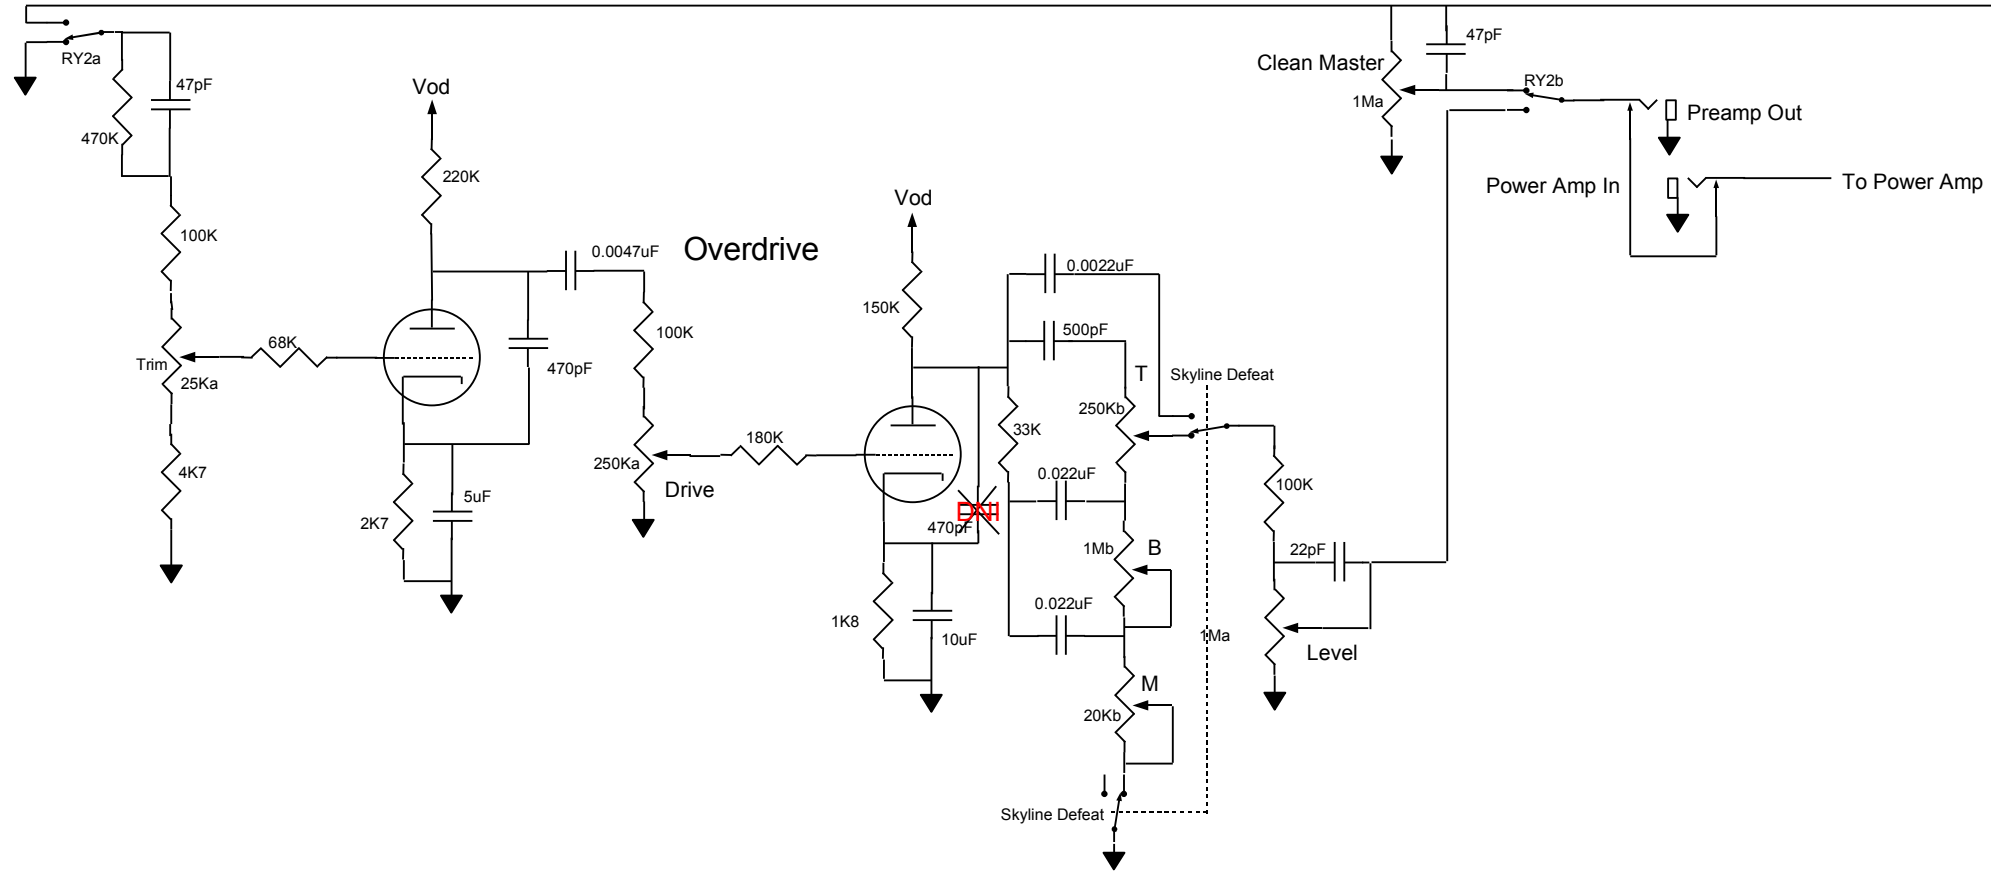 RY2a
47pF
470K
100K
Trim
25Ka
4K7
68K
Vod
220K
470pF
2K7
5uF
0.0047uF
Overdrive
100K
250Ka
Drive
180K
Vod
150K
DNI
470pF
1K8
10uF
0.0022uF
500pF
33K
T
250Kb
0.022uF
1Mb
B
0.022uF
M
20Kb
Skyline Defeat
Skyline Defeat
100K
22pF
1Ma
Level
Clean Master
1Ma
47pF
RY2b
Preamp Out
Power Amp In
To Power Amp